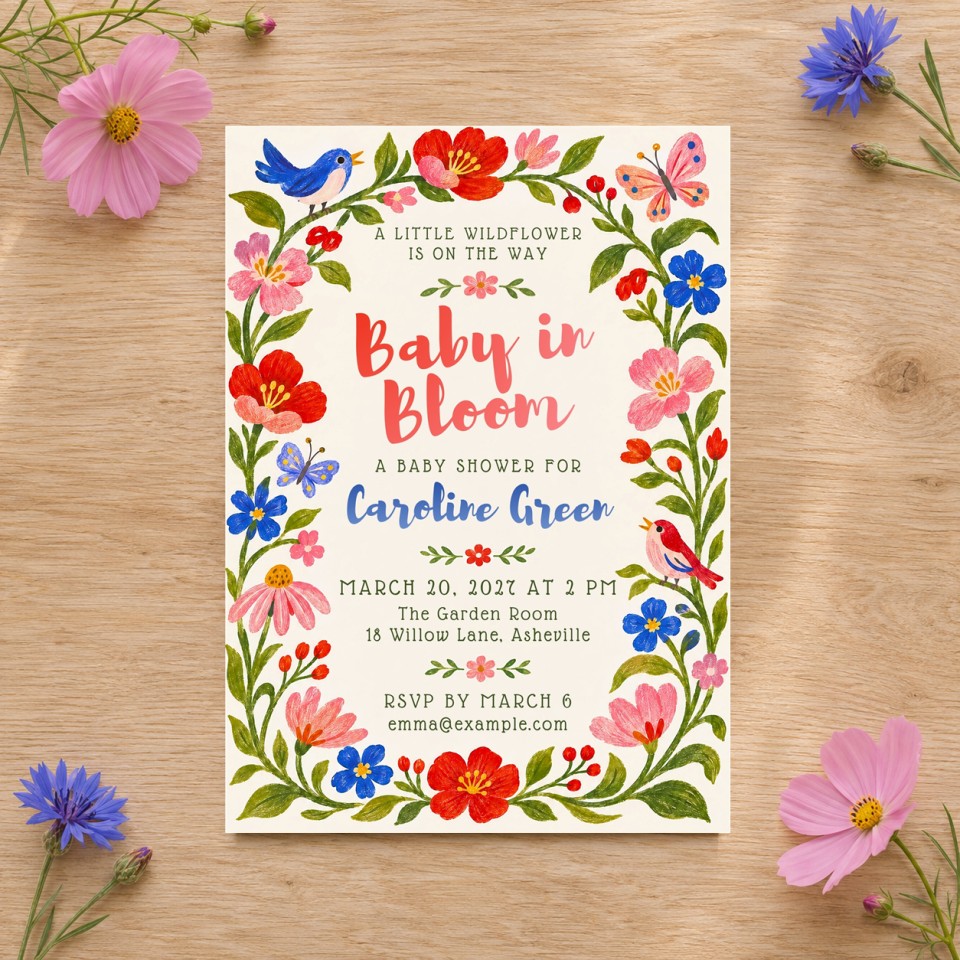 A LITTLE WILDFLOWER
IS ON THE WAY
Baby in
Bloom
A BABY SHOWER FOR
Caroline Green
MARCH 20, 2027 AT 2 PM
The Garden Room
18 Willow Lane, Asheville
RSVP BY MARCH 6
emma@example.com